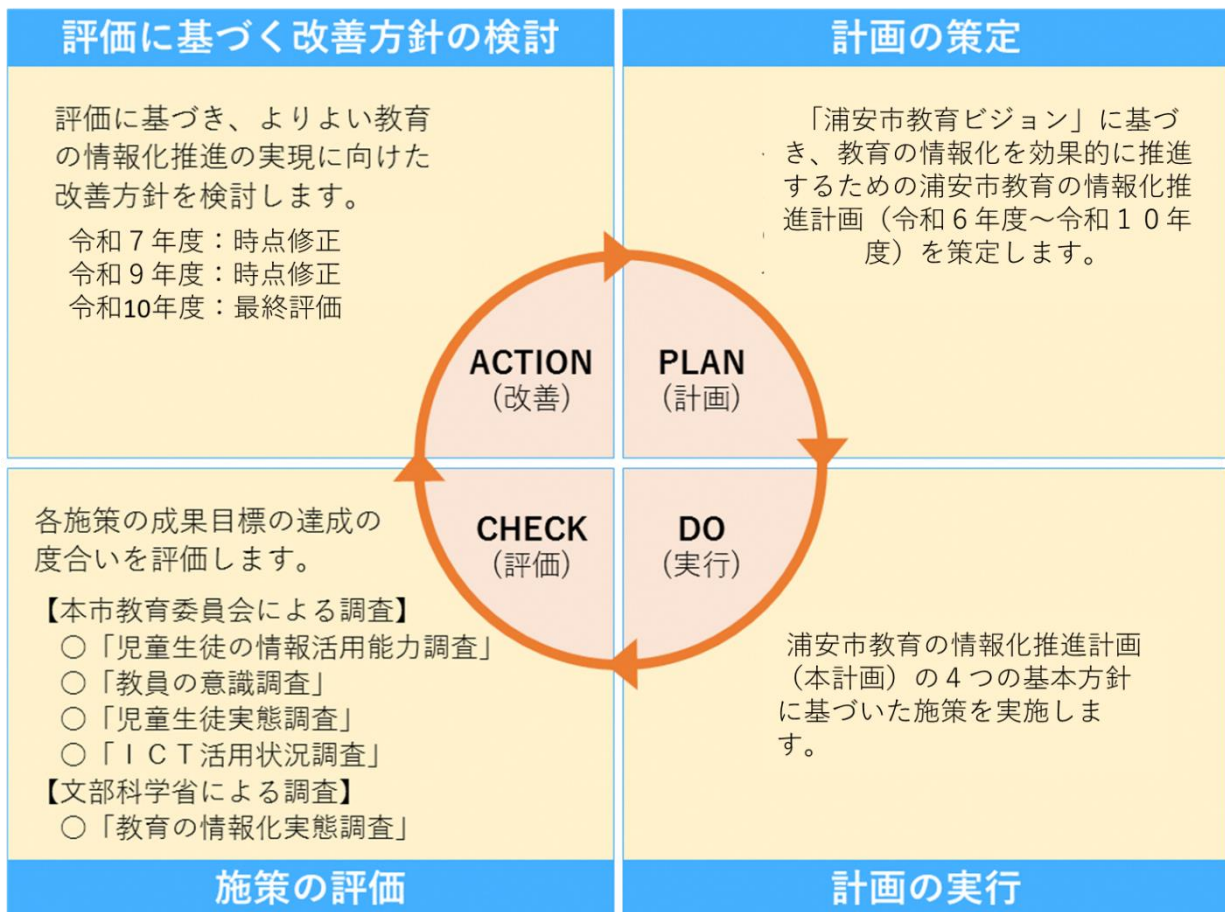 評価に基づく改善方針の検討
評価に基づき、よりよい教育
の情報化推進の実現に向けた
改善方針を検討します。
令和７年度：時点修正
令和９年度：時点修正
令和10年度：最終評価
ACTION
（改善）
計画の策定
「浦安市教育ビジョン」に基づ
き、教育の情報化を効果的に推進
するための浦安市教育の情報化推
進計画（令和６年度～令和１０年
度）を策定します。
PLAN
（計画）
各施策の成果目標の達成の
度合いを評価します。
【本市教育委員会による調査】
○「児童生徒の情報活用能力調査」
○「教員の意識調査」
○「児童生徒実態調査」
○「ＩＣＴ活用状況調査」
【文部科学省による調査】
○「教育の情報化実態調査」
CHECK
（評価）
施策の評価
DO
（実行）
浦安市教育の情報化推進計画
（本計画）の４つの基本方針
に基づいた施策を実施しま
す。
計画の実行